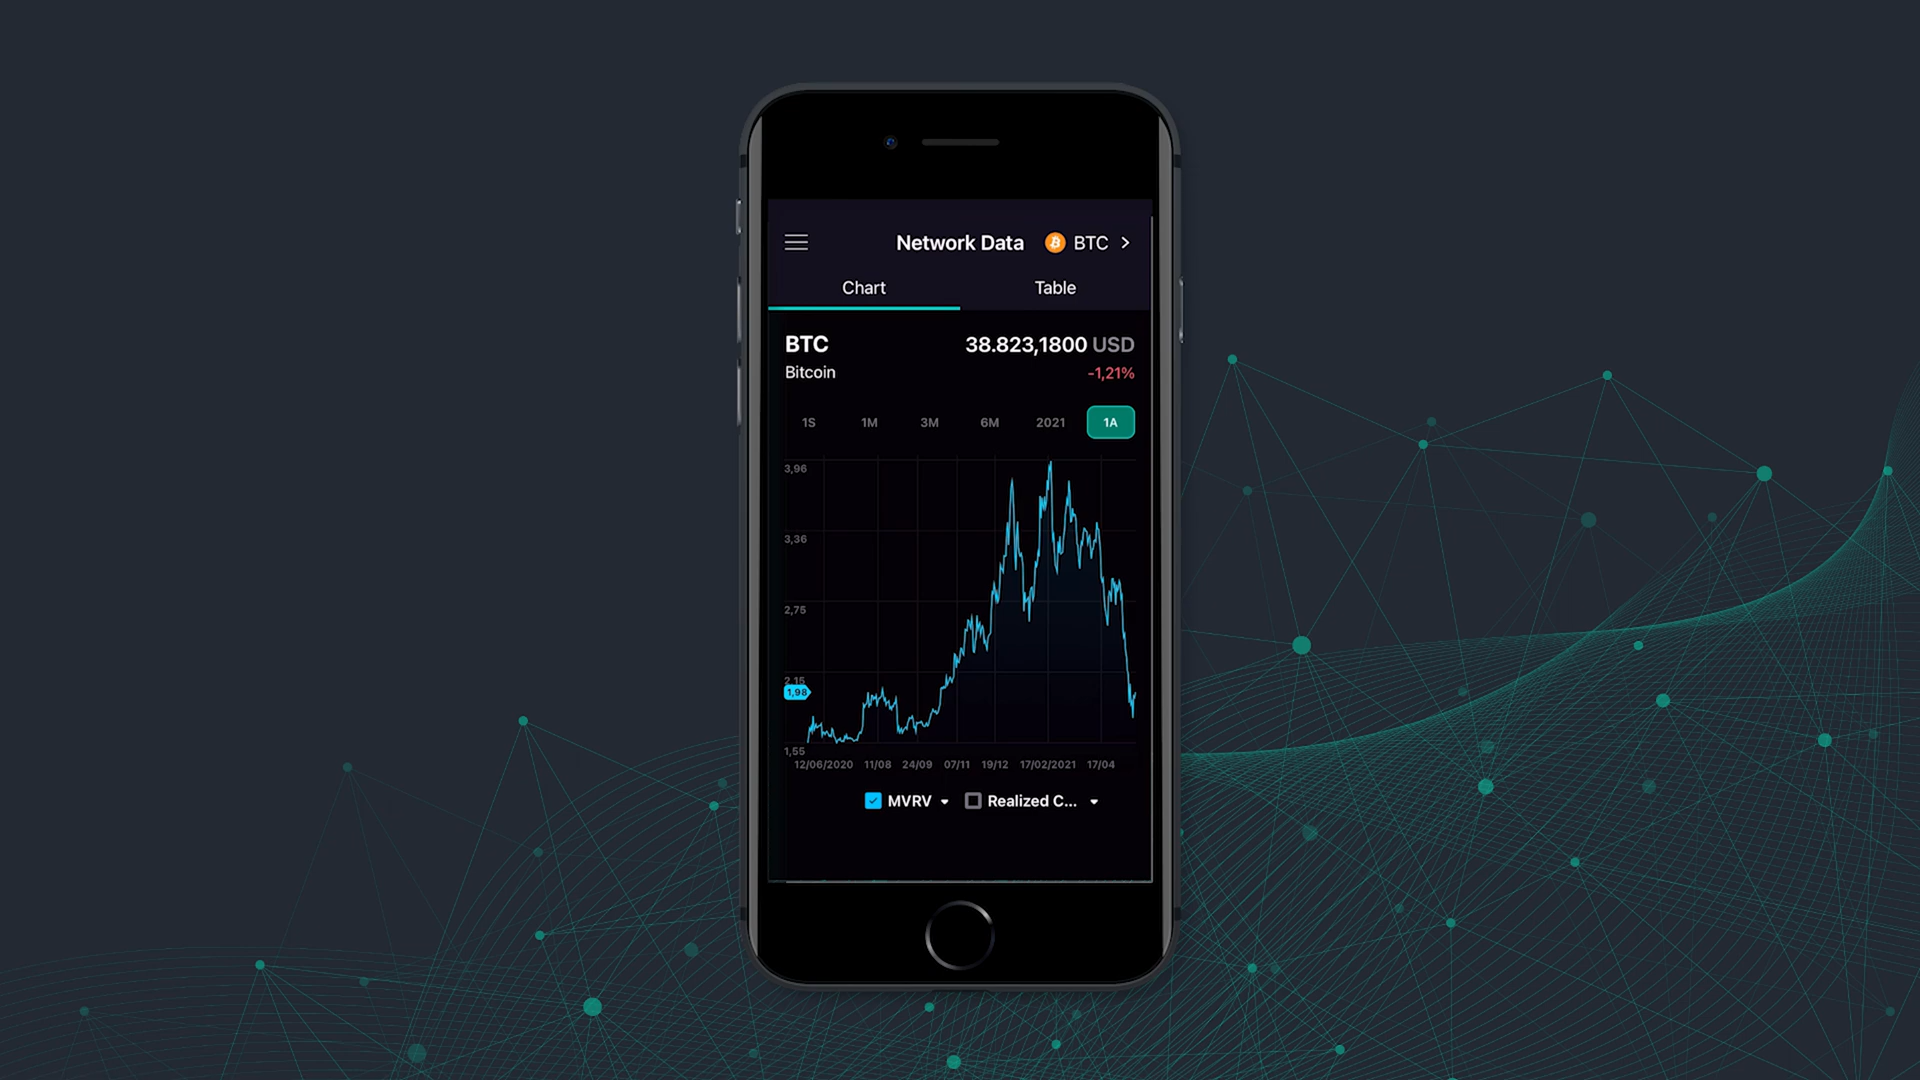 Network Data BTC
Chart Table
BTC 38.823,1800 USD
Bitcoin -1,21%
1S 1M 3M 6M 2021 1A
3,96
3,36
2,75
2,15
1,98
1,55
12/06/2020 11/08 24/09 07/11 19/12 17/02/2021 17/04
MVRV Realized C...